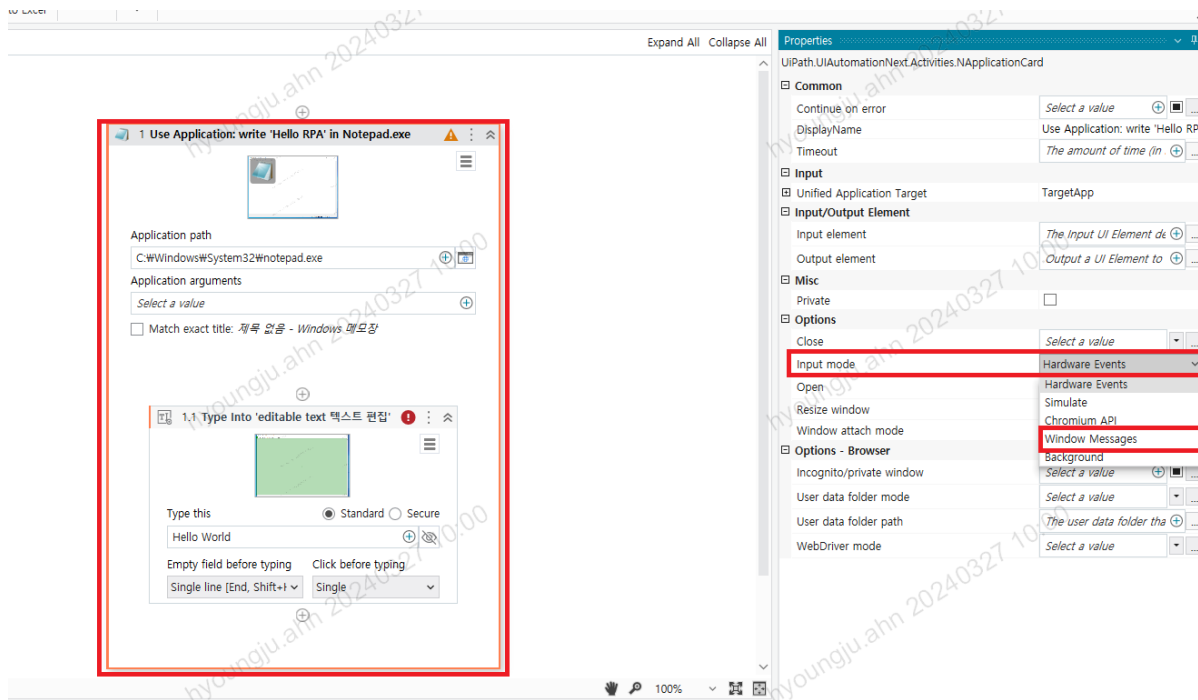 to Excel
Expand All Collapse All
1 Use Application: write 'Hello RPA' in Notepad.exe
Application path
C:₩Windows₩System32₩notepad.exe
Application arguments
Select a value
Match exact title: 제목 없음 - Windows 메모장
1.1 Type Into 'editable text 텍스트 편집'
Type this
Standard Secure
Hello World
Empty field before typing Click before typing
Single line [End, Shift+H Single
100%
Properties
UiPath.UIAutomationNext.Activities.NApplicationCard
Common
Continue on error Select a value
DisplayName Use Application: write 'Hello RP
Timeout The amount of time (in
Input
Unified Application Target TargetApp
Input/Output Element
Input element The Input UI Element de
Output element Output a UI Element to
Misc
Private
Options
Close Select a value
Input mode Hardware Events
Hardware Events
Simulate
Chromium API
Window Messages
Background
Open
Resize window
Window attach mode
Options - Browser
Incognito/private window Select a value
User data folder mode Select a value
User data folder path The user data folder tha
WebDriver mode Select a value
hyoungju.ahn 20240327 10:00